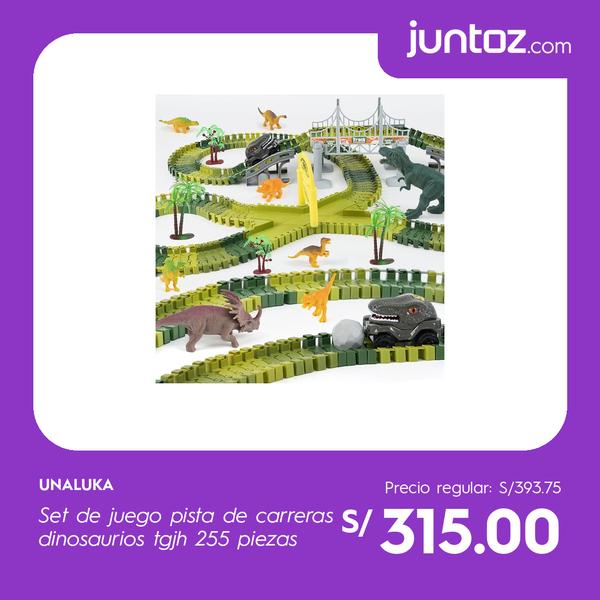 juntoz.com
UNALUKA
Set de juego pista de carreras
dinosaurios tgjh 255 piezas
Precio regular: S/393.75
S/ 315.00